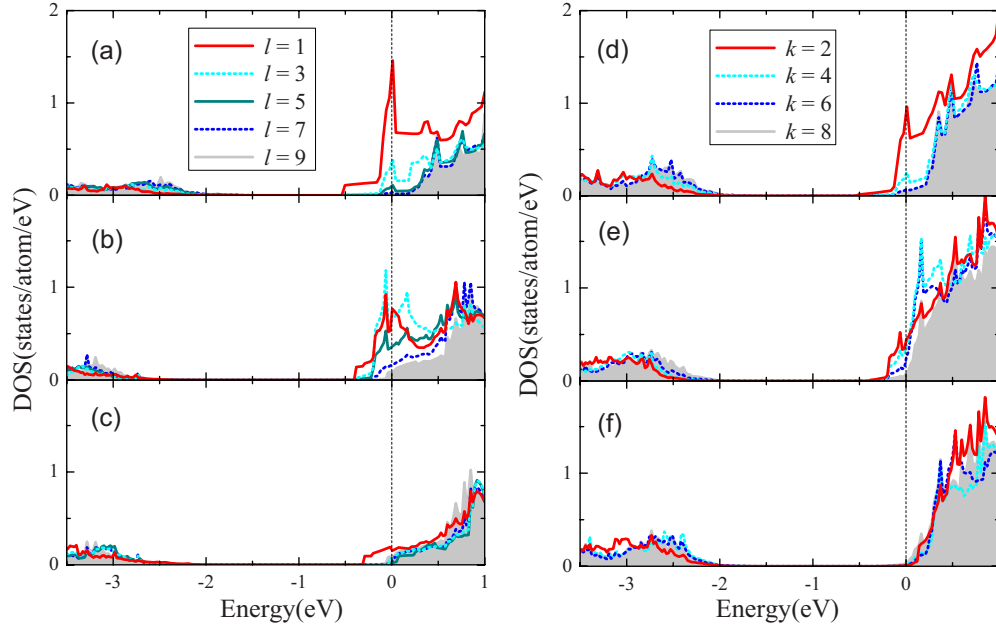 2
(a)
l = 1
l = 3
l = 5
l = 7
l = 9
1
0
(b)
1
0
(c)
1
0
-3
-2
-1
0
1
Energy(eV)
DOS(states/atom/eV)
2
(d)
k = 2
k = 4
k = 6
k = 8
1
0
(e)
1
0
(f)
1
0
-3
-2
-1
0
Energy(eV)
DOS(states/atom/eV)